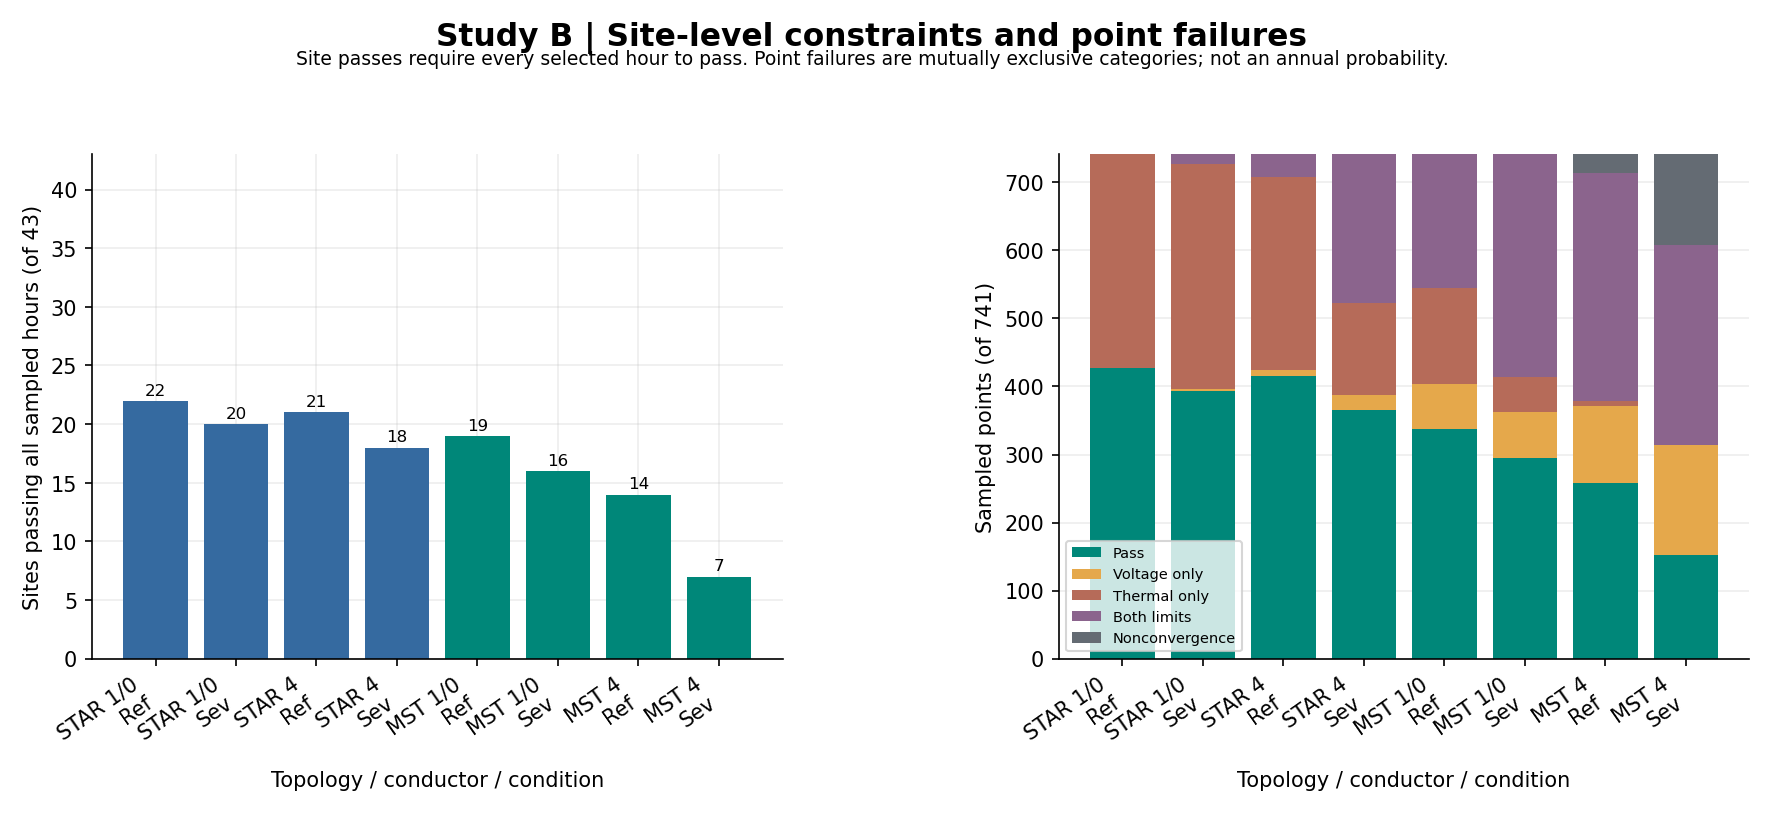 Study B | Site-level constraints and point failures
Site passes require every selected hour to pass. Point failures are mutually exclusive categories; not an annual probability.
Sites passing all sampled hours (of 43)
40
35
30
25
20
15
10
5
0
22
20
21
18
19
16
14
7
STAR 1/0
Ref
STAR 1/0
Sev
STAR 4
Ref
STAR 4
Sev
MST 1/0
Ref
MST 1/0
Sev
MST 4
Ref
MST 4
Sev
Topology / conductor / condition
Sampled points (of 741)
700
600
500
400
300
200
100
0
Pass
Voltage only
Thermal only
Both limits
Nonconvergence
STAR 1/0
Ref
STAR 1/0
Sev
STAR 4
Ref
STAR 4
Sev
MST 1/0
Ref
MST 1/0
Sev
MST 4
Ref
MST 4
Sev
Topology / conductor / condition